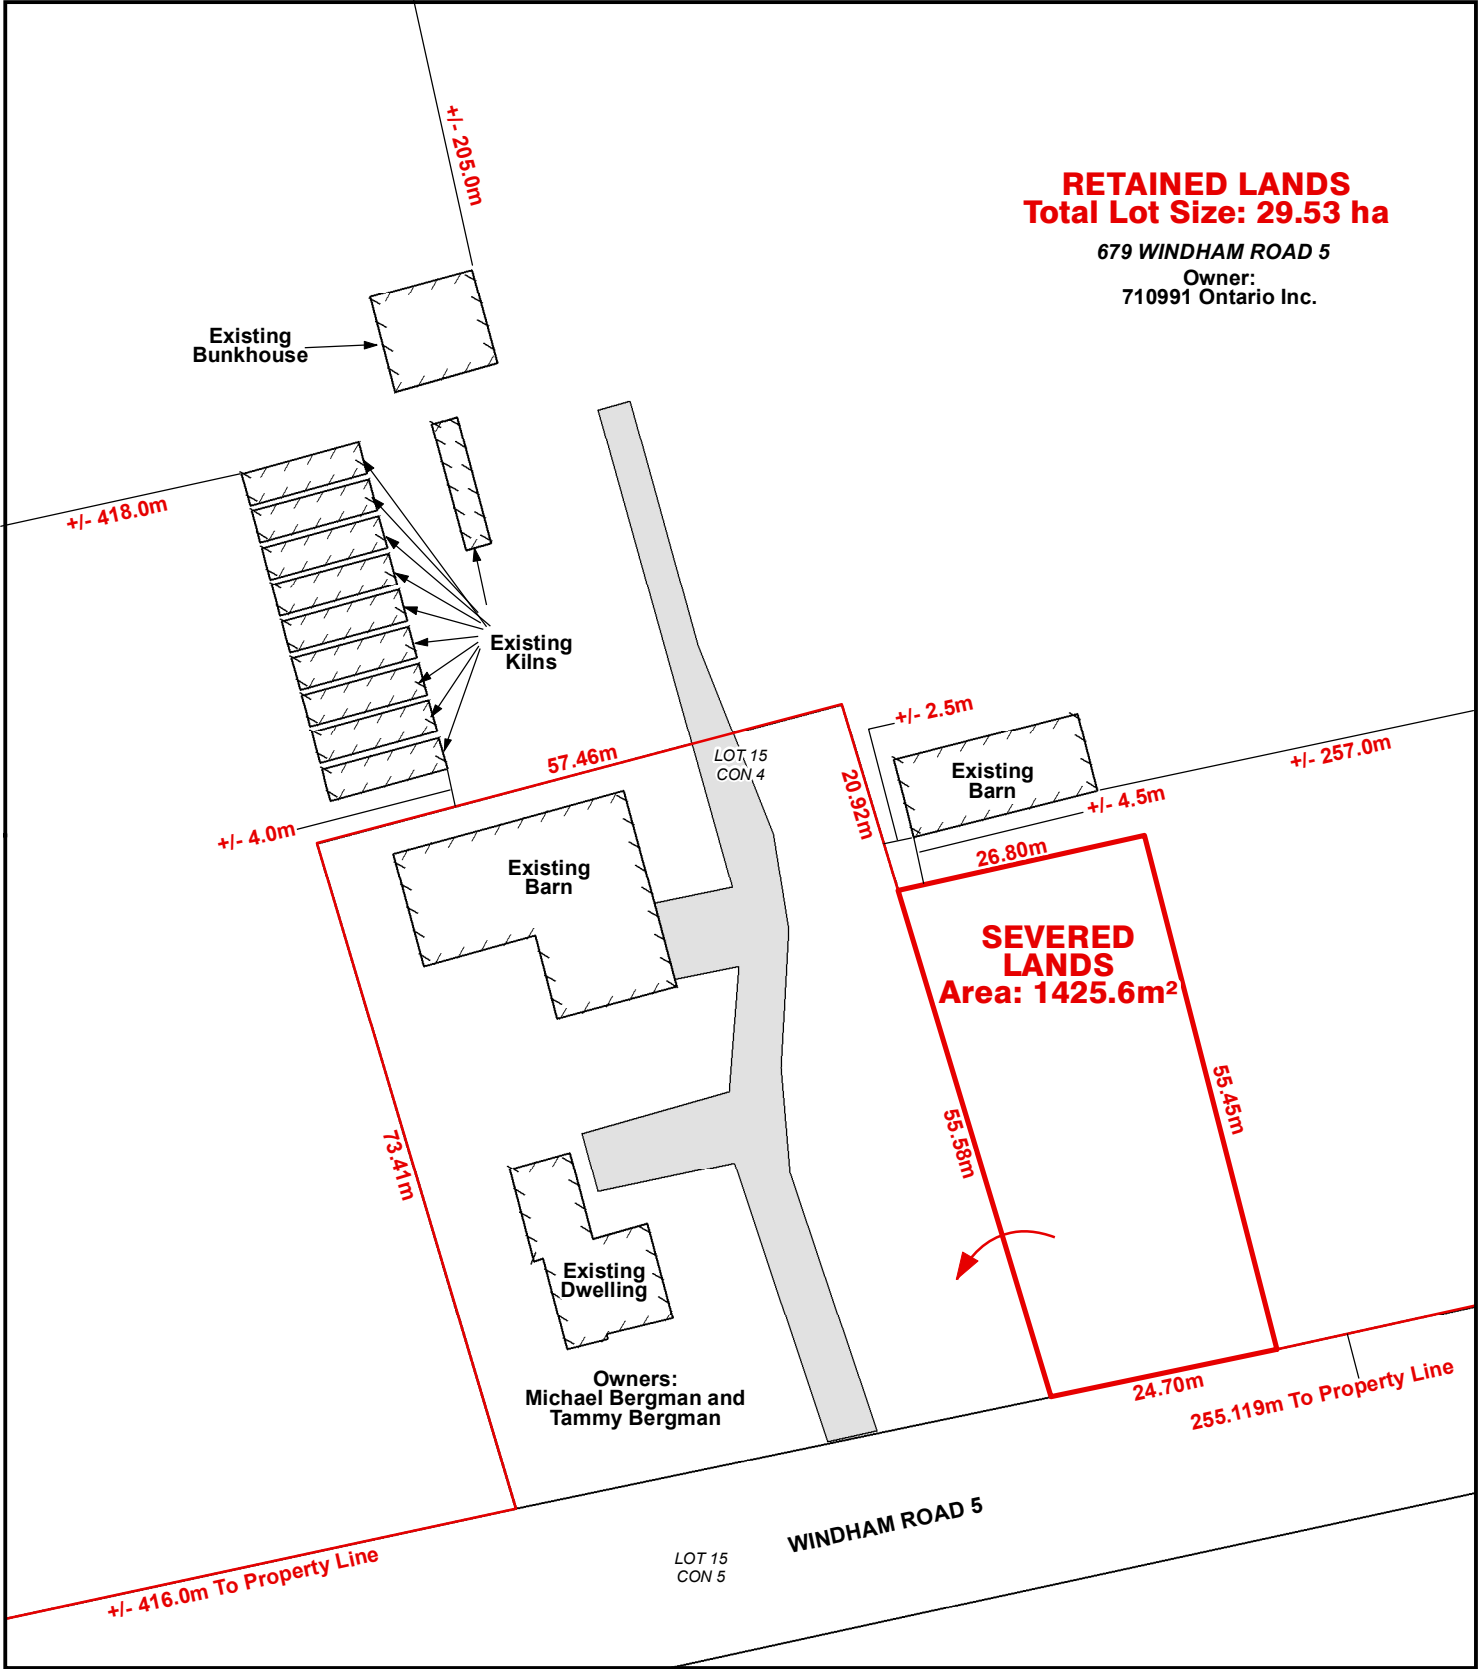 +/- 205.0m
RETAINED LANDS
Total Lot Size: 29.53 ha
679 WINDHAM ROAD 5
Owner:
710991 Ontario Inc.
Existing
Bunkhouse
+/- 418.0m
Existing
Kilns
+/- 2.5m
57.46m
LOT 15
CON 4
+/- 257.0m
Existing
Barn
20.92m
+/- 4.5m
+/- 4.0m
26.80m
Existing
Barn
SEVERED
LANDS
Area: 1425.6m²
73.41m
55.58m
55.45m
Existing
Dwelling
Owners:
Michael Bergman and
Tammy Bergman
24.70m
255.119m To Property Line
WINDHAM ROAD 5
+/- 416.0m To Property Line
LOT 15
CON 5